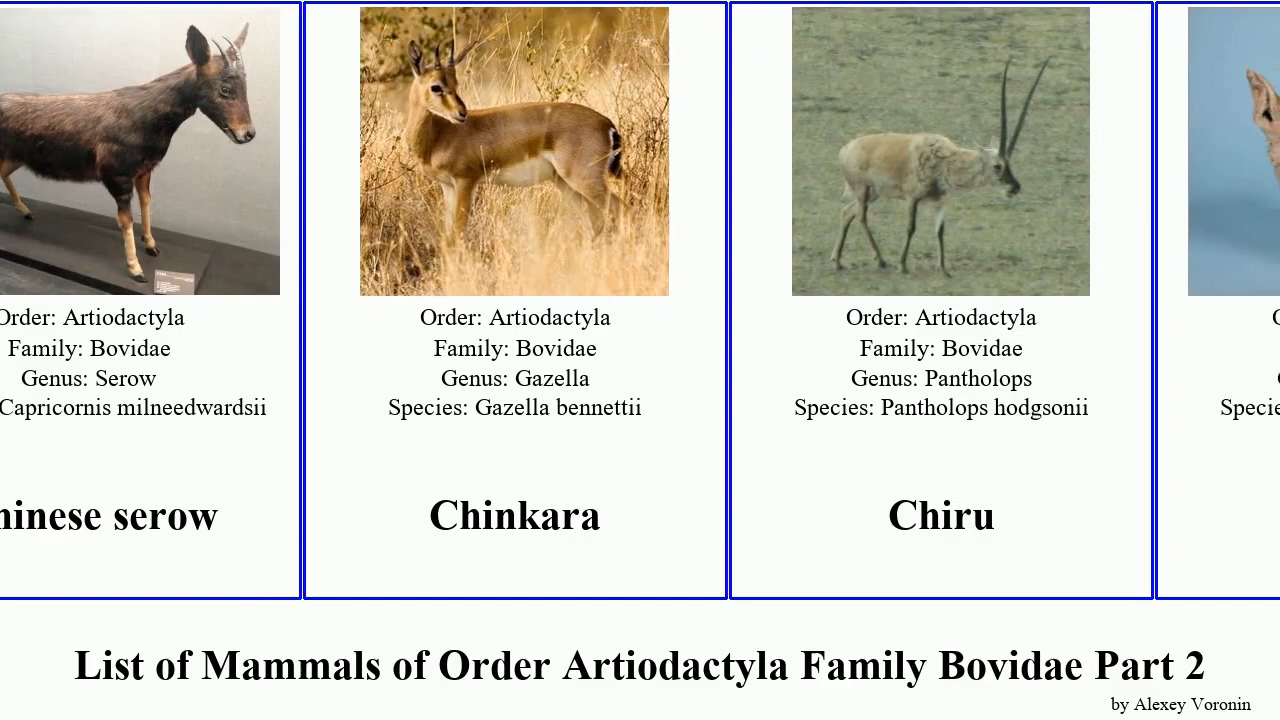 Order: Artiodactyla
Family: Bovidae
Genus: Serow
Capricornis milneedwardsii
hinese serow
Order: Artiodactyla
Family: Bovidae
Genus: Gazella
Species: Gazella bennettii
Chinkara
Order: Artiodactyla
Family: Bovidae
Genus: Pantholops
Species: Pantholops hodgsonii
Chiru
Specie
List of Mammals of Order Artiodactyla Family Bovidae Part 2
by Alexey Voronin